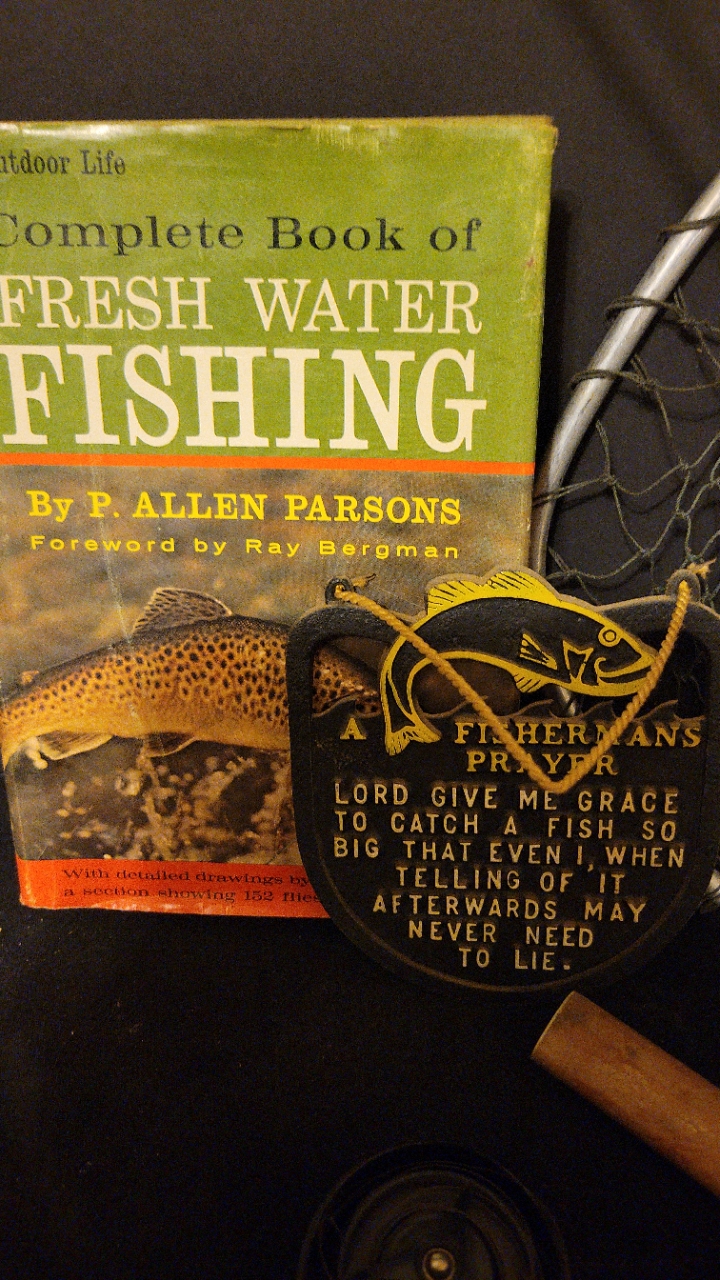 utdoor Life
Complete Book of
FRESH WATER
FISHING
By P. ALLEN PARSONS
Foreword by Ray Bergman
With detailed drawings by
a section showing 152 flies
A FISHERMANS
PRAYER
LORD GIVE ME GRACE
TO CATCH A FISH SO
BIG THAT EVEN I, WHEN
TELLING OF IT
AFTERWARDS MAY
NEVER NEED
TO LIE.